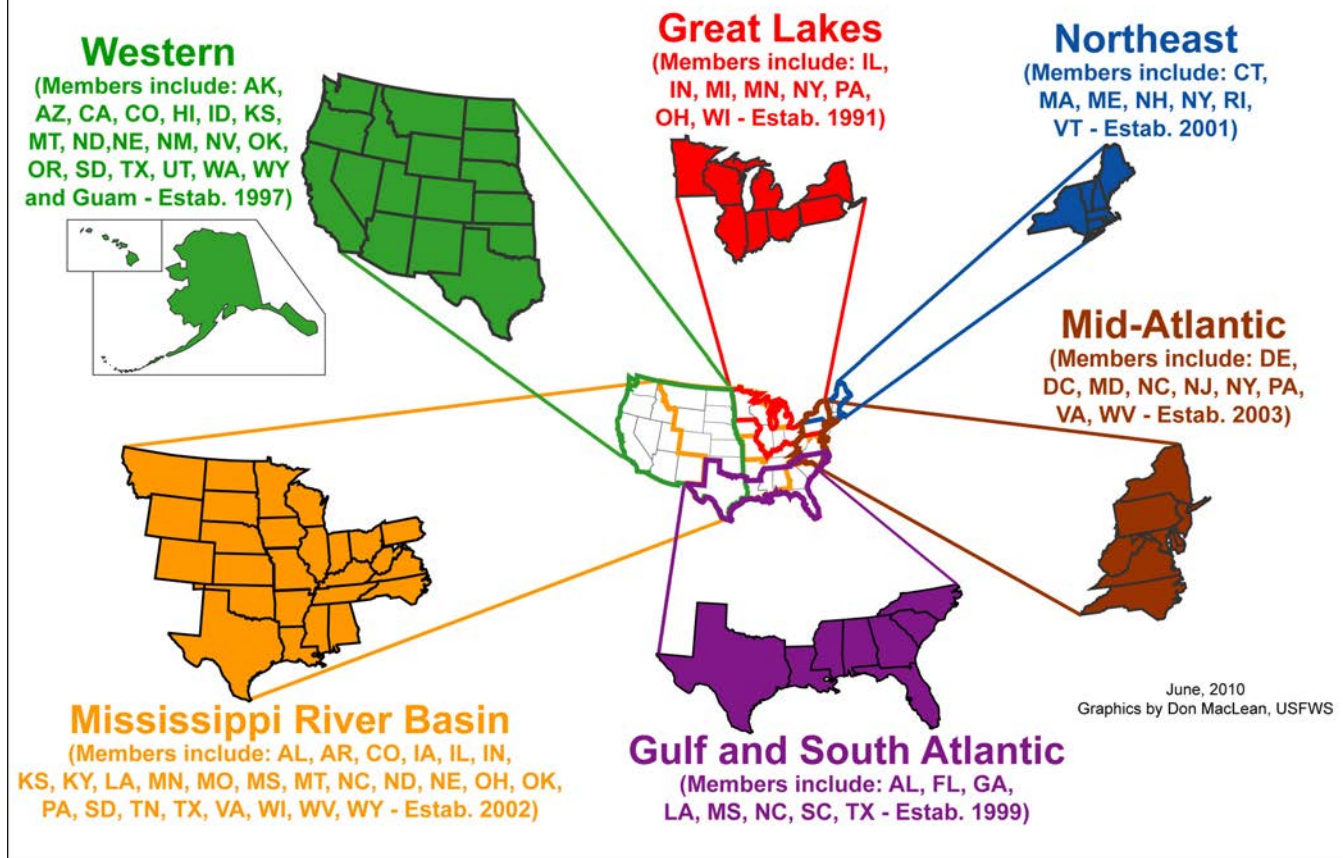 Western
(Members include: AK,
AZ, CA, CO, HI, ID, KS,
MT, ND,NE, NM, NV, OK,
OR, SD, TX, UT, WA, WY
and Guam - Estab. 1997)
Great Lakes
(Members include: IL,
IN, MI, MN, NY, PA,
OH, WI - Estab. 1991)
Northeast
(Members include: CT,
MA, ME, NH, NY, RI,
VT - Estab. 2001)
Mid-Atlantic
(Members include: DE,
DC, MD, NC, NJ, NY, PA,
VA, WV - Estab. 2003)
Mississippi River Basin
(Members include: AL, AR, CO, IA, IL, IN,
KS, KY, LA, MN, MO, MS, MT, NC, ND, NE, OH, OK,
PA, SD, TN, TX, VA, WI, WV, WY - Estab. 2002)
Gulf and South Atlantic
(Members include: AL, FL, GA,
LA, MS, NC, SC, TX - Estab. 1999)
June, 2010
Graphics by Don MacLean, USFWS